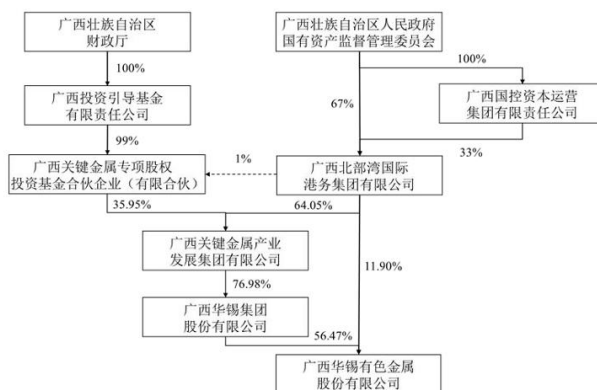 广西壮族自治区
财政厅
广西壮族自治区人民政府
国有资产监督管理委员会
100%
100%
广西投资引导基金
有限责任公司
67%
广西国控资本运营
集团有限责任公司
99%
33%
广西关键金属专项股权
投资基金合伙企业（有限合伙）
1%
广西北部湾国际
港务集团有限公司
35.95%
64.05%
广西关键金属产业
发展集团有限公司
11.90%
76.98%
广西华锡集团
股份有限公司
56.47%
广西华锡有色金属
股份有限公司